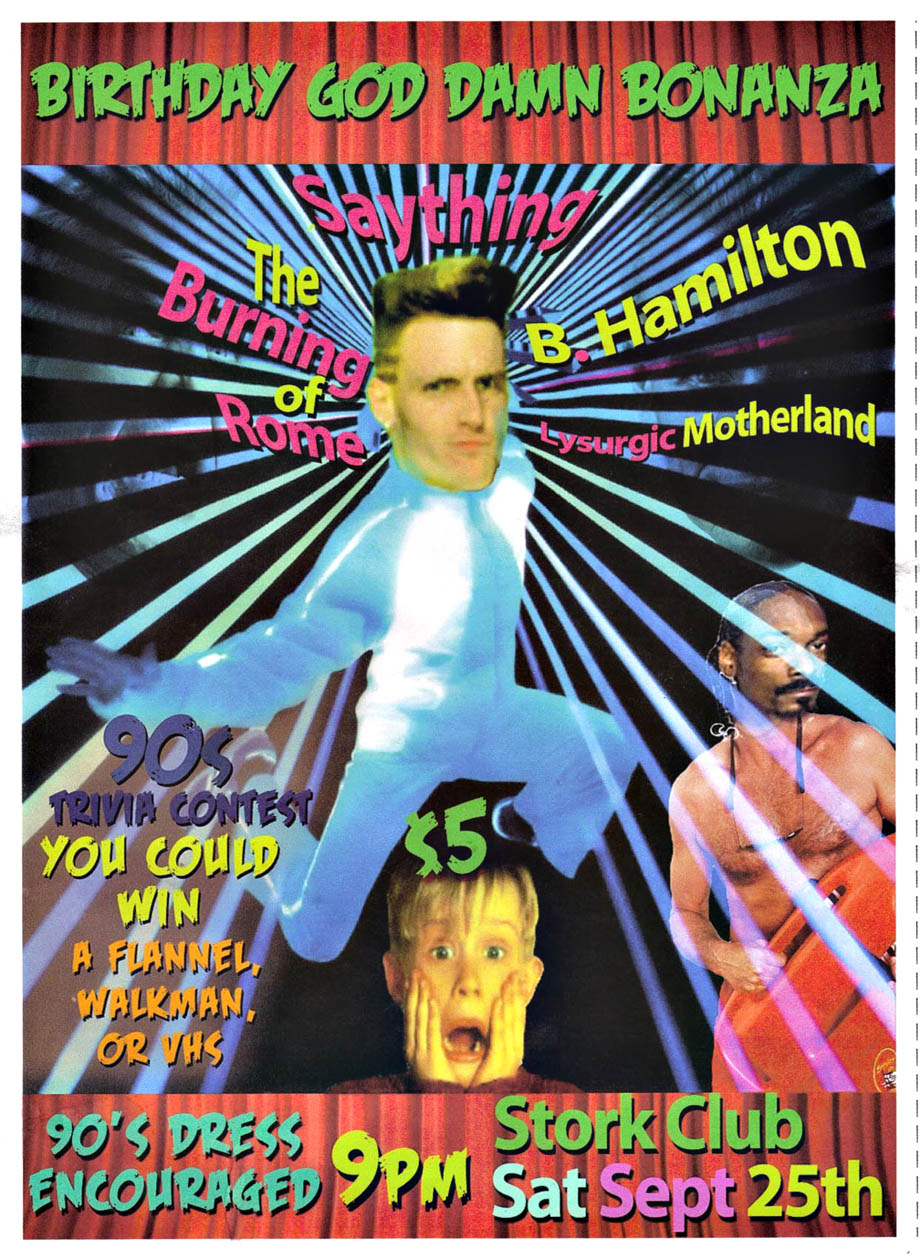 BIRTHDAY GOD DAMN BONANZA
Saything
The
Burning
of
Rome
B. Hamilton
Lysurgic Motherland
90s
TRIVIA CONTEST
YOU COULD
WIN
A FLANNEL,
WALKMAN,
OR VHS
$5
90'S DRESS
ENCOURAGED
9PM
Stork Club
Sat Sept 25th